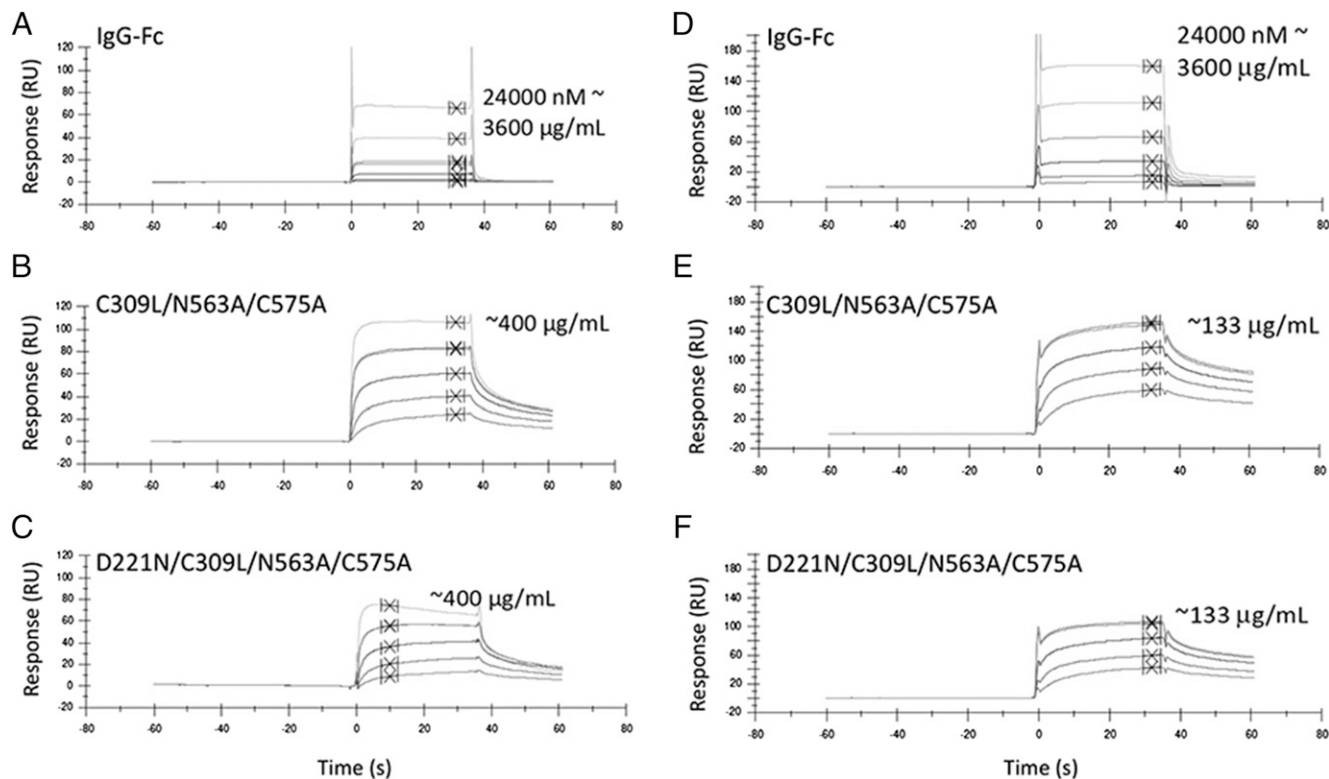 A
IgG-Fc
24000 nM ~
3600 µg/mL
Response (RU)
120
100
80
60
40
20
0
-20
-80 -60 -40 -20 0 20 40 60 80
B
C309L/N563A/C575A
~400 µg/mL
Response (RU)
120
100
80
60
40
20
0
-20
-80 -60 -40 -20 0 20 40 60 80
C
D221N/C309L/N563A/C575A
~400 µg/mL
Response (RU)
120
100
80
60
40
20
0
-20
-80 -60 -40 -20 0 20 40 60 80
Time (s)
D
IgG-Fc
24000 nM ~
3600 µg/mL
Response (RU)
180
140
100
60
20
-20
-80 -60 -40 -20 0 20 40 60 80
E
C309L/N563A/C575A
~133 µg/mL
Response (RU)
180
140
100
60
20
-20
-80 -60 -40 -20 0 20 40 60 80
F
D221N/C309L/N563A/C575A
~133 µg/mL
Response (RU)
180
140
100
60
20
-20
-80 -60 -40 -20 0 20 40 60 80
Time (s)